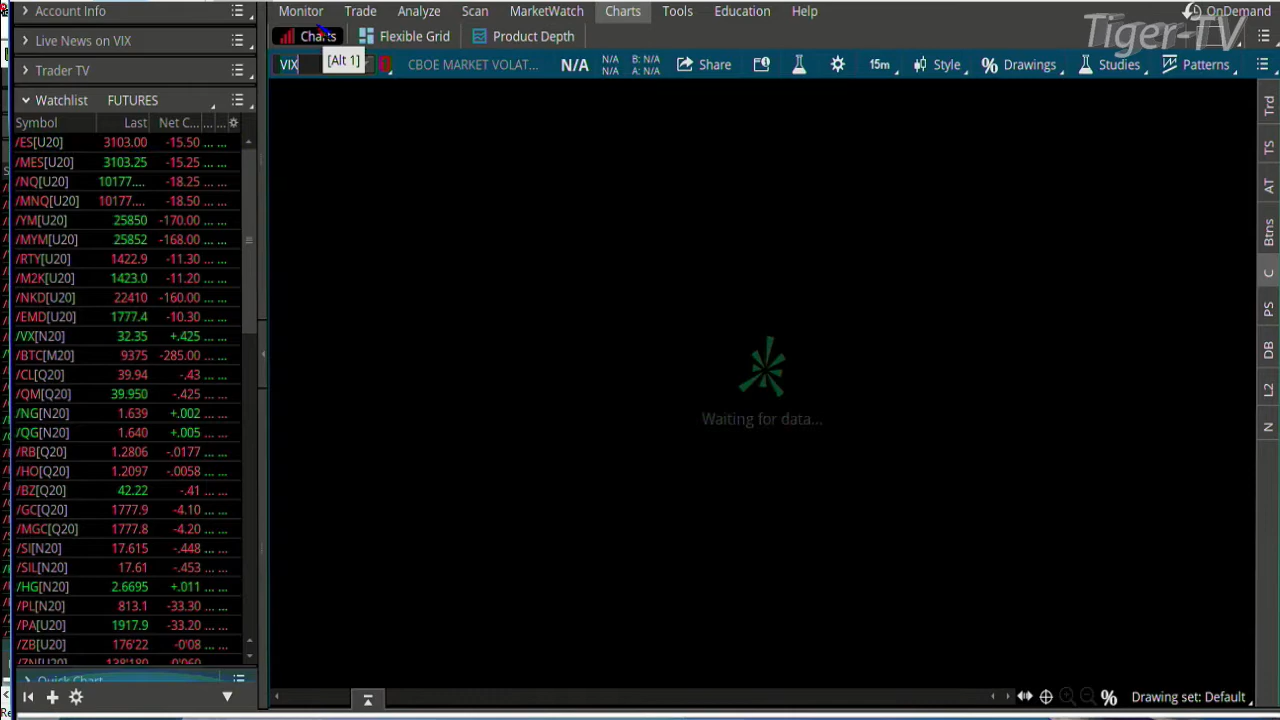 Account Info
Live News on VIX
Trader TV
Watchlist FUTURES
Symbol Last Net C... ... ...
/ES[U20] 3103.00 -15.50 ... ...
/MES[U20] 3103.25 -15.25 ... ...
/NQ[U20] 10177.... -18.25 ... ...
/MNQ[U20] 10177.... -18.50 ... ...
/YM[U20] 25850 -170.00 ... ...
/MYM[U20] 25852 -168.00 ... ...
/RTY[U20] 1422.9 -11.30 ... ...
/M2K[U20] 1423.0 -11.20 ... ...
/NKD[U20] 22410 -160.00 ... ...
/EMD[U20] 1777.4 -10.30 ... ...
/VX[N20] 32.35 +.425 ... ...
/BTC[M20] 9375 -285.00 ... ...
/CL[Q20] 39.94 -.43 ... ...
/QM[Q20] 39.950 -.425 ... ...
/NG[N20] 1.639 +.002 ... ...
/QG[N20] 1.640 +.005 ... ...
/RB[Q20] 1.2806 -.0177 ... ...
/HO[Q20] 1.2097 -.0058 ... ...
/BZ[Q20] 42.22 -.41 ... ...
/GC[Q20] 1777.9 -4.10 ... ...
/MGC[Q20] 1777.8 -4.20 ... ...
/SI[N20] 17.615 -.448 ... ...
/SIL[N20] 17.61 -.453 ... ...
/HG[N20] 2.6695 +.011 ... ...
/PL[N20] 813.1 -33.30 ... ...
/PA[U20] 1917.9 -33.20 ... ...
/ZB[U20] 176'22 -0'08 ... ...
/ZN[U20] 138'180 -0'060
Quick Chart
Monitor Trade Analyze Scan MarketWatch Charts Tools Education Help OnDemand
Tiger-TV
Charts Flexible Grid Product Depth
[Alt 1]
VIX CBOE MARKET VOLAT... N/A N/A N/A B: N/A A: N/A Share 15m Style Drawings Studies Patterns
Waiting for data...
Trd
TS
AT
Btns
C
PS
DB
L2
N
Drawing set: Default